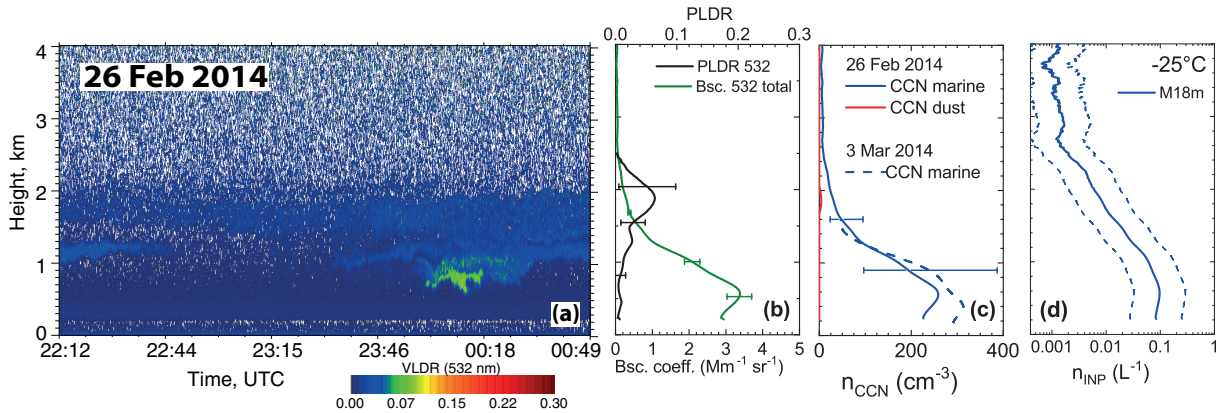 26 Feb 2014
Height, km
4
3
2
1
0
(a)
22:12 22:44 23:15 23:46 00:18 00:49
Time, UTC
VLDR (532 nm)
0.00 0.07 0.15 0.22 0.30
PLDR
0.0 0.1 0.2 0.3
PLDR 532
Bsc. 532 total
(b)
0 1 2 3 4 5
Bsc. coeff. (Mm⁻¹ sr⁻¹)
26 Feb 2014
CCN marine
CCN dust
3 Mar 2014
CCN marine
(c)
0 200 400
nCCN (cm⁻³)
-25°C
M18m
(d)
0.001 0.01 0.1 1
nINP (L⁻¹)